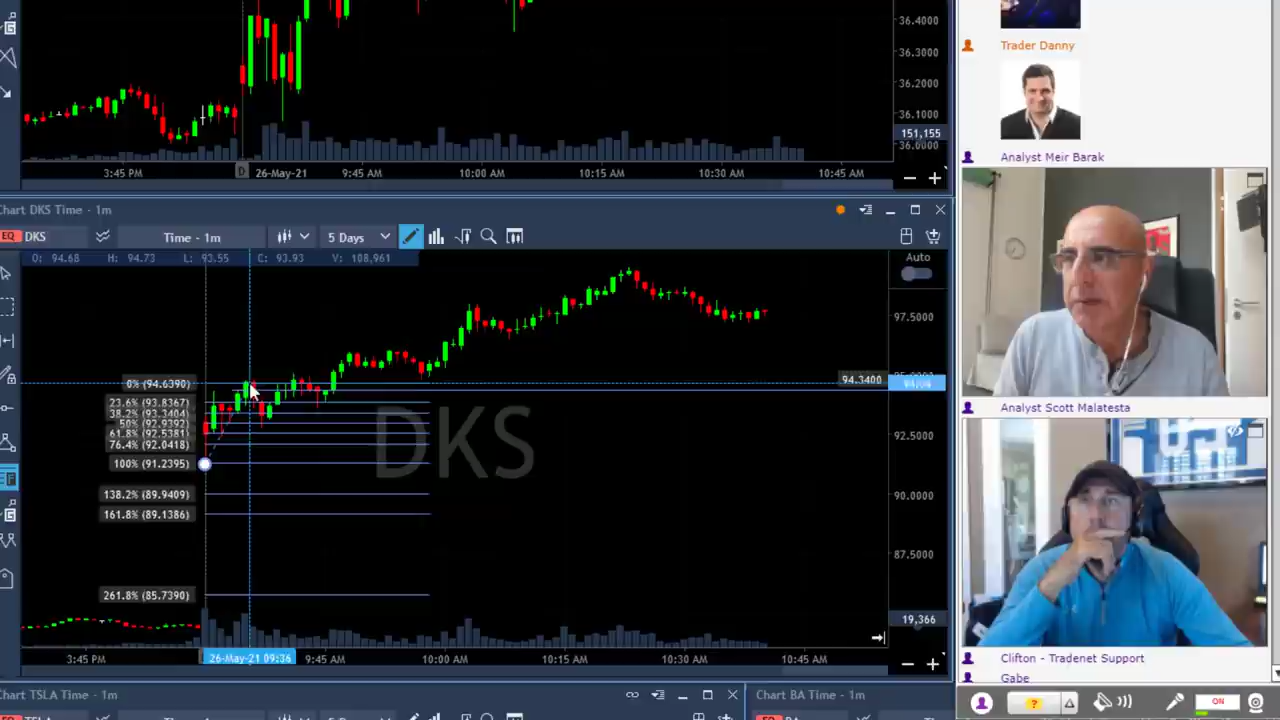 36.4000
36.3000
36.2000
36.1000
151,155
36.0000
3:45 PM
D
26-May-21
9:45 AM
10:00 AM
10:15 AM
10:30 AM
10:45 AM
Chart DKS Time - 1m
EQ
DKS
Time - 1m
5 Days
O: 94.68
H: 94.73
L: 93.55
C: 93.93
V: 108,961
Auto
97.5000
94.3400
92.5000
90.0000
87.5000
19,366
0% (94.6390)
23.6% (93.8367)
38.2% (93.3404)
50% (92.9392)
61.8% (92.5381)
76.4% (92.0418)
100% (91.2395)
138.2% (89.9409)
161.8% (89.1386)
261.8% (85.7390)
DKS
3:45 PM
26-May-21 09:36
9:45 AM
10:00 AM
10:15 AM
10:30 AM
10:45 AM
Chart TSLA Time - 1m
Chart BA Time - 1m
Trader Danny
Analyst Meir Barak
Analyst Scott Malatesta
Clifton - Tradenet Support
Gabe
?
ON